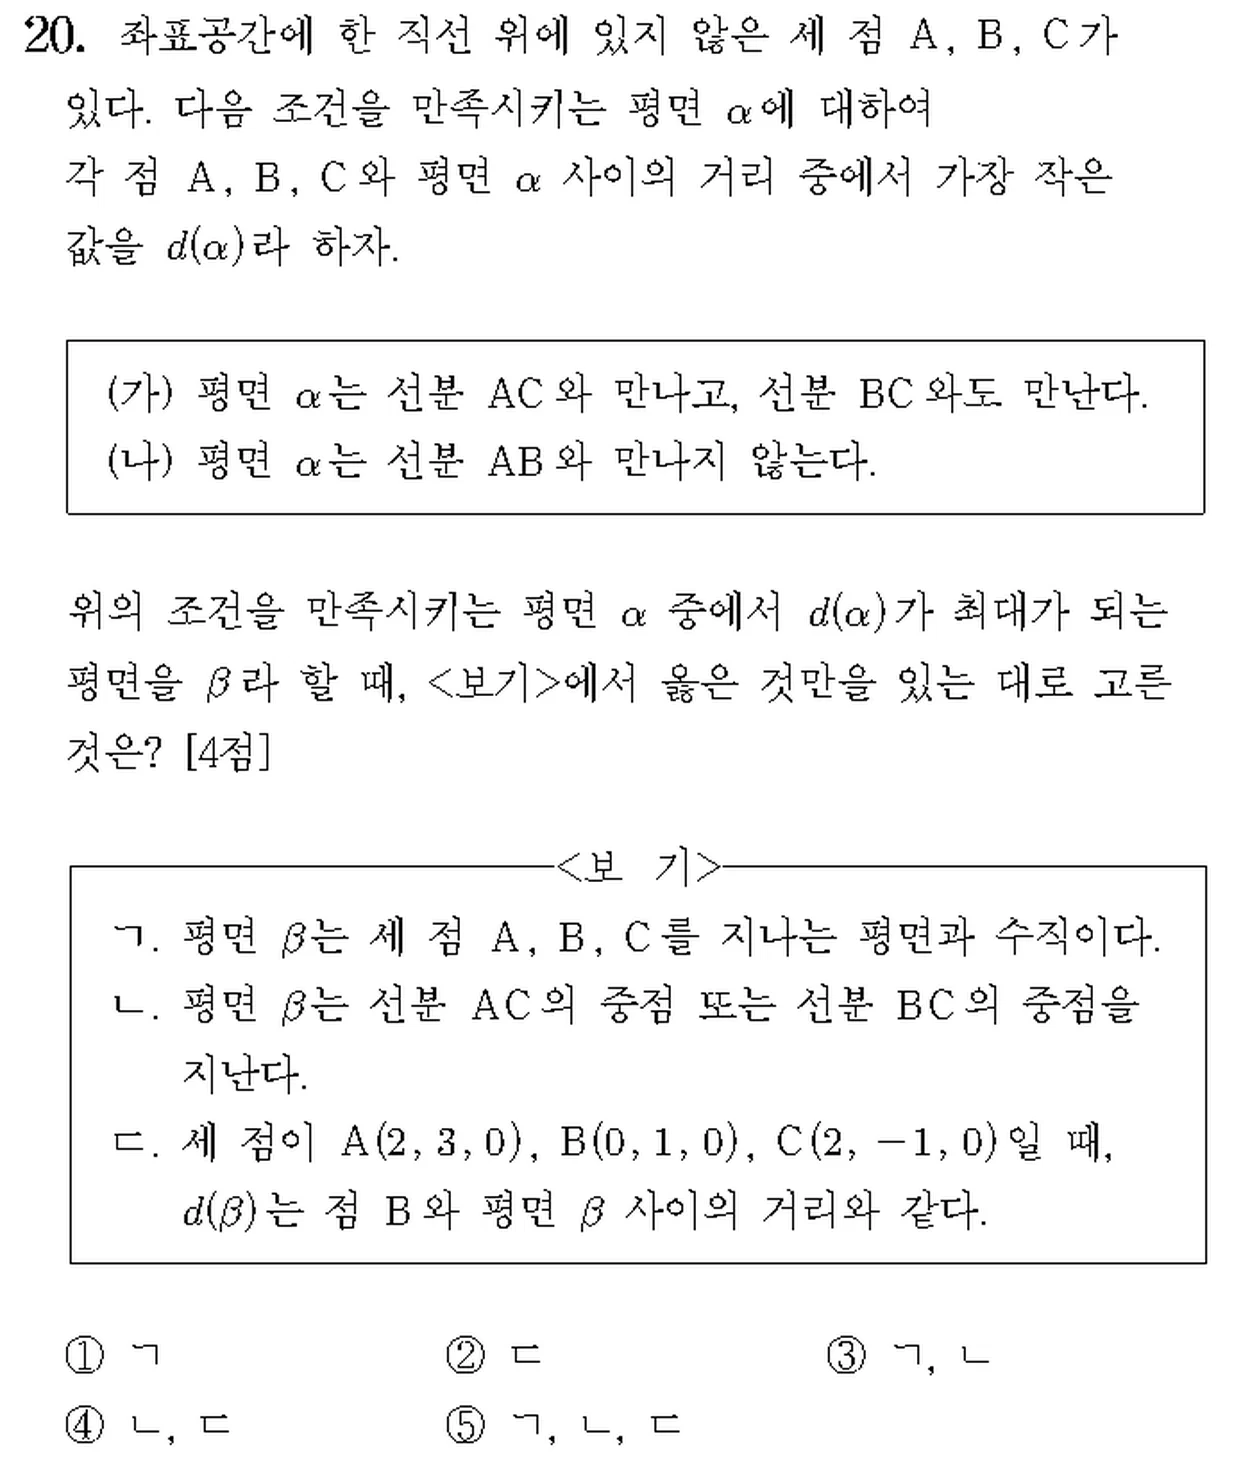 20. 좌표공간에 한 직선 위에 있지 않은 세 점 A, B, C가
있다. 다음 조건을 만족시키는 평면 α에 대하여
각 점 A, B, C와 평면 α 사이의 거리 중에서 가장 작은
값을 d(α)라 하자.
(가) 평면 α는 선분 AC와 만나고, 선분 BC와도 만난다.
(나) 평면 α는 선분 AB와 만나지 않는다.
위의 조건을 만족시키는 평면 α 중에서 d(α)가 최대가 되는
평면을 β라 할 때, <보기>에서 옳은 것만을 있는 대로 고른
것은? [4점]
<보 기>
ㄱ. 평면 β는 세 점 A, B, C를 지나는 평면과 수직이다.
ㄴ. 평면 β는 선분 AC의 중점 또는 선분 BC의 중점을
지난다.
ㄷ. 세 점이 A(2, 3, 0), B(0, 1, 0), C(2, −1, 0)일 때,
d(β)는 점 B와 평면 β 사이의 거리와 같다.
① ㄱ ② ㄷ ③ ㄱ, ㄴ
④ ㄴ, ㄷ ⑤ ㄱ, ㄴ, ㄷ